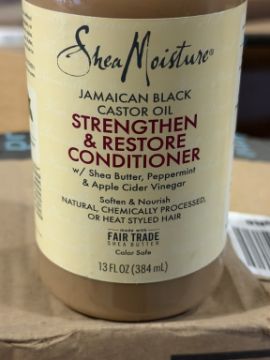 SheaMoisture
JAMAICAN BLACK
CASTOR OIL
STRENGTHEN
& RESTORE
CONDITIONER
w/ Shea Butter, Peppermint
& Apple Cider Vinegar
Soften & Nourish
NATURAL, CHEMICALLY PROCESSED,
OR HEAT STYLED HAIR
made with
FAIR TRADE
SHEA BUTTER
Color Safe
13 FL OZ (384 mL)